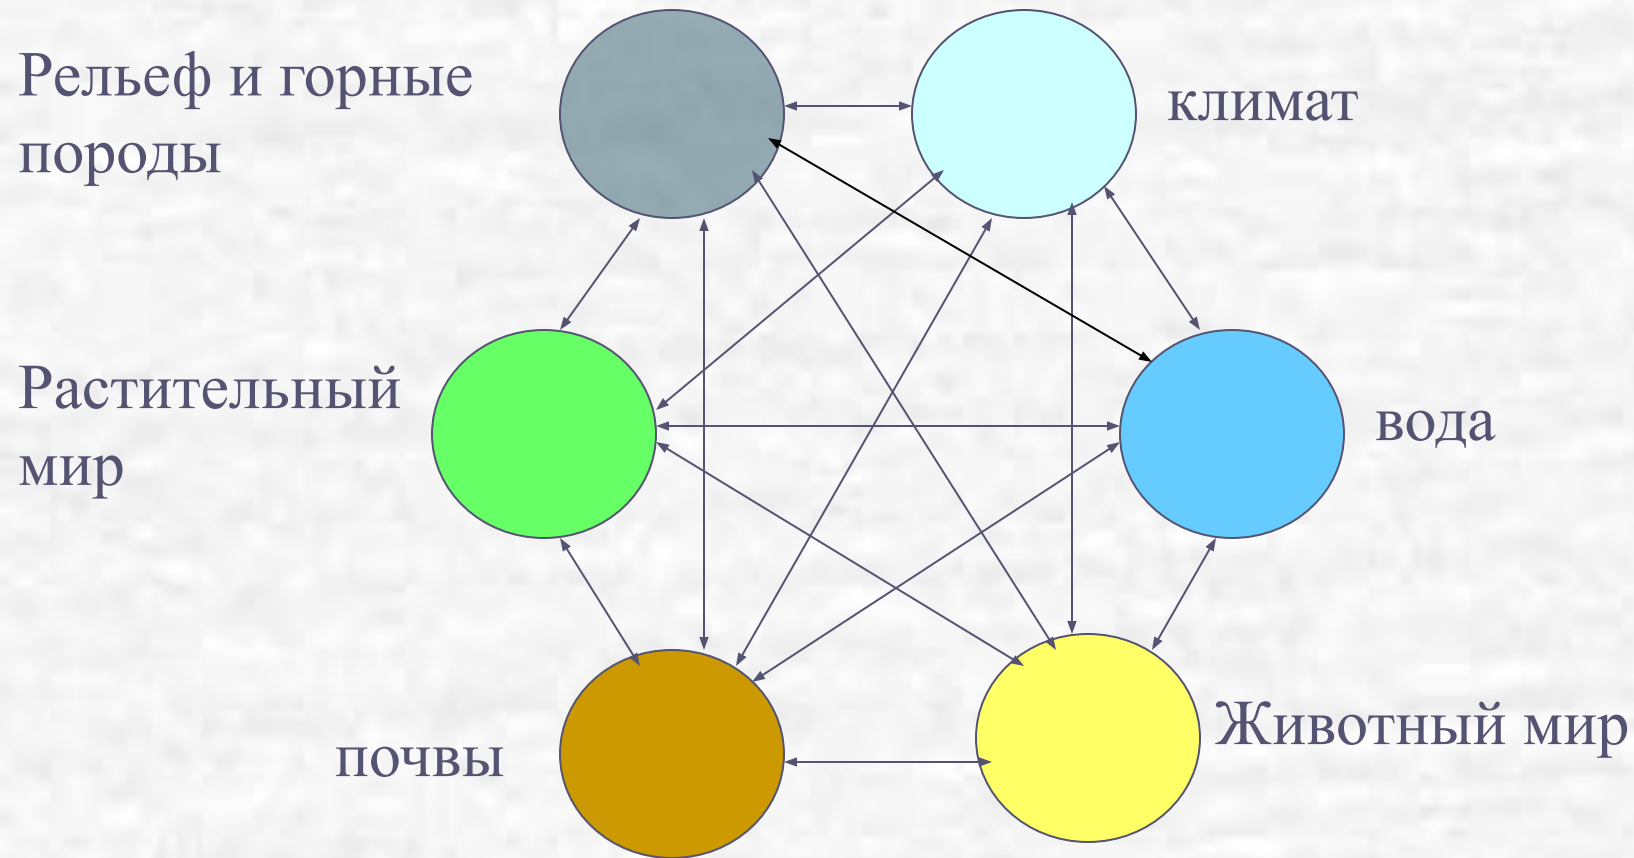 Рельеф и горные
породы
климат
Растительный
мир
вода
почвы
Животный мир